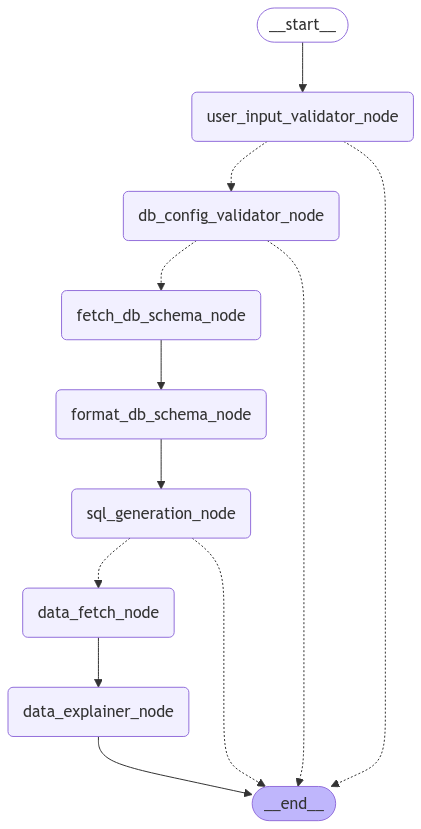 __start__
user_input_validator_node
db_config_validator_node
fetch_db_schema_node
format_db_schema_node
sql_generation_node
data_fetch_node
data_explainer_node
__end__